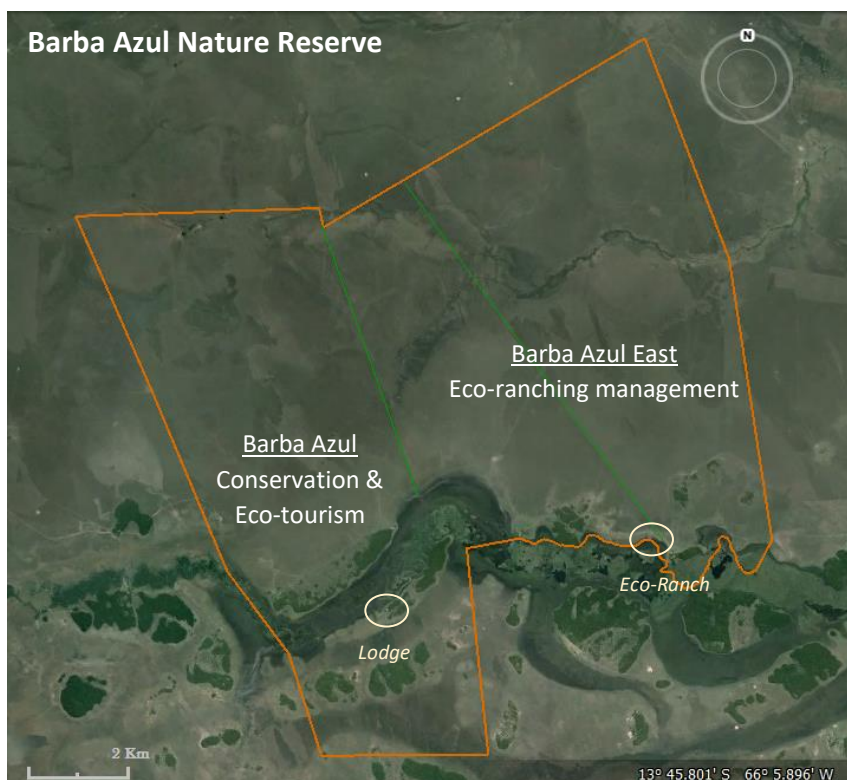 Barba Azul Nature Reserve
N
Barba Azul East
Eco-ranching management
Barba Azul
Conservation &
Eco-tourism
Eco-Ranch
Lodge
2 Km
13° 45.801' S 66° 5.896' W